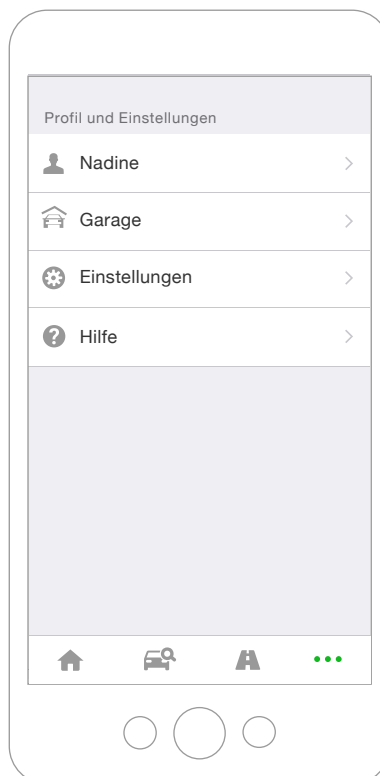 Profil und Einstellungen
Nadine
Garage
Einstellungen
Hilfe